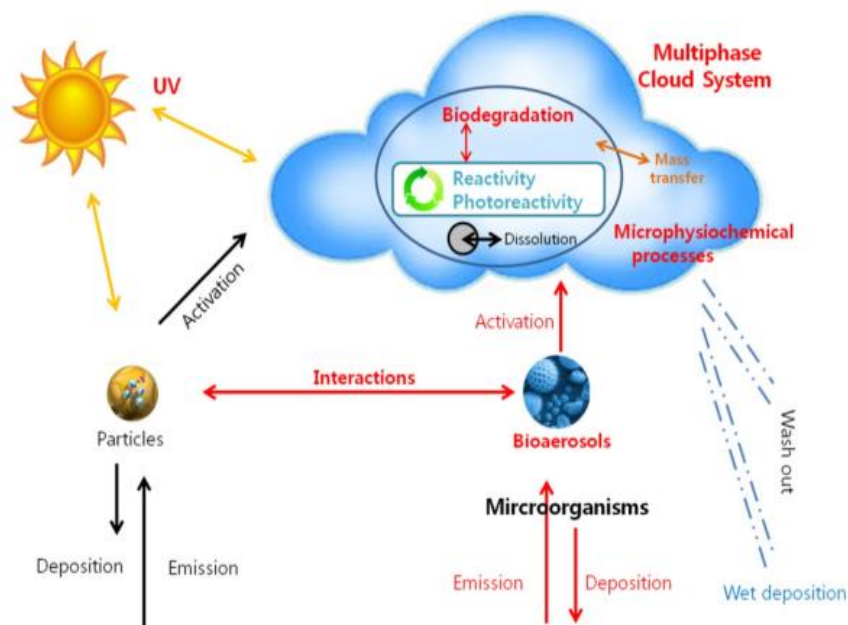 UV
Multiphase
Cloud System
Biodegradation
Mass
transfer
Reactivity
Photoreactivity
Dissolution
Microphysiochemical
processes
Activation
Activation
Interactions
Particles
Bioaerosols
Wash out
Mircroorganisms
Deposition
Emission
Emission
Deposition
Wet deposition